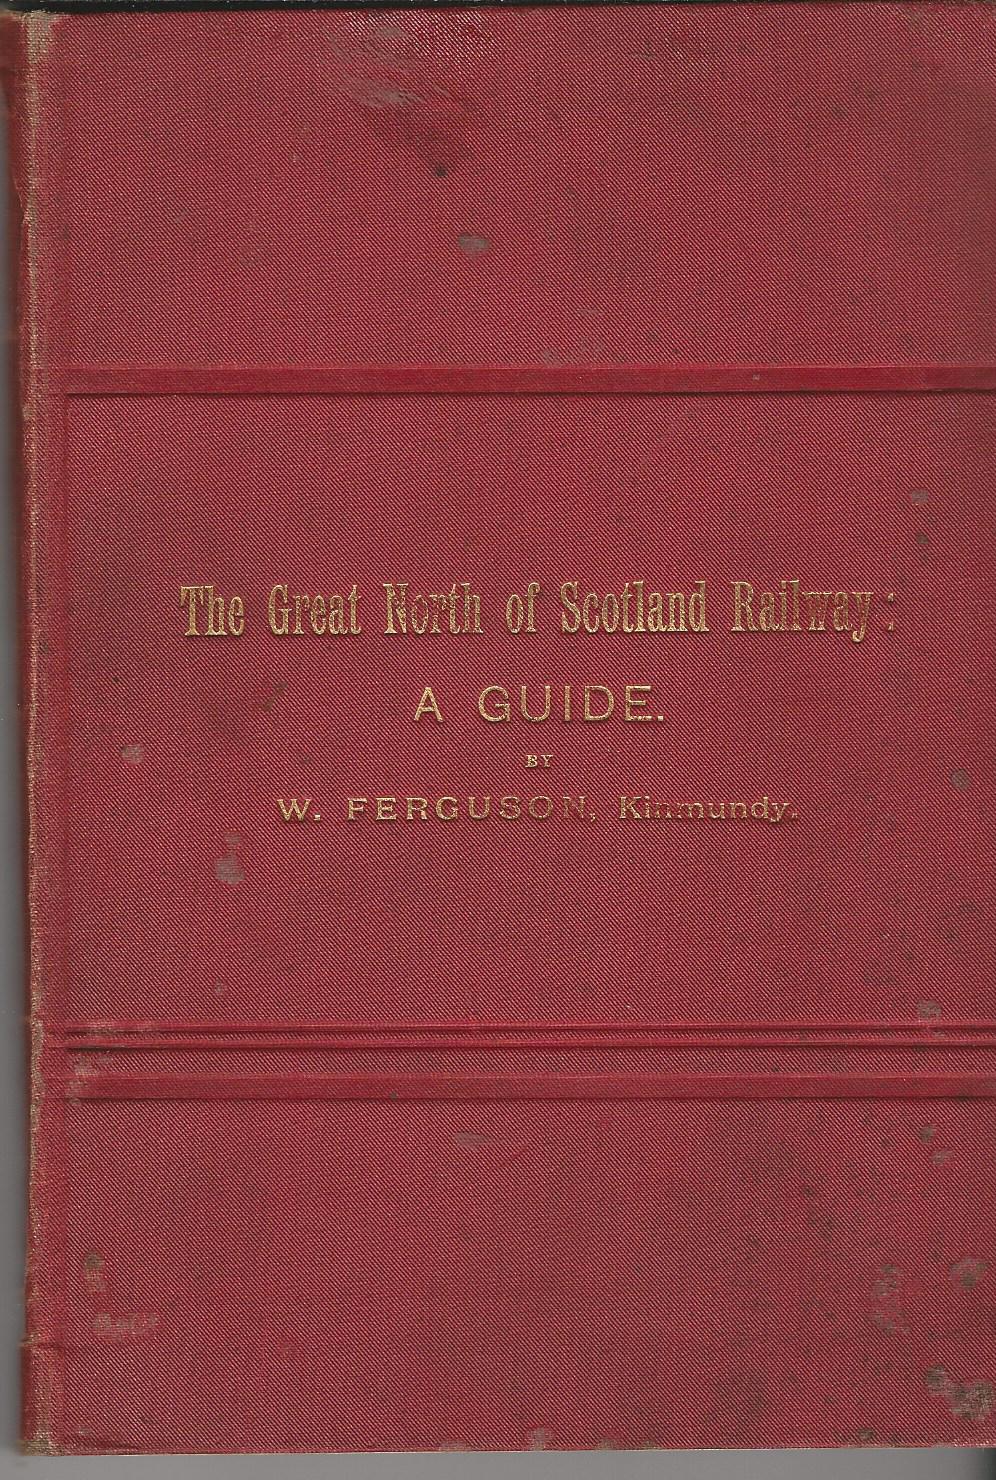 The Great North of Scotland Railway:
A GUIDE.
BY
W. FERGUSON, Kinmundy.